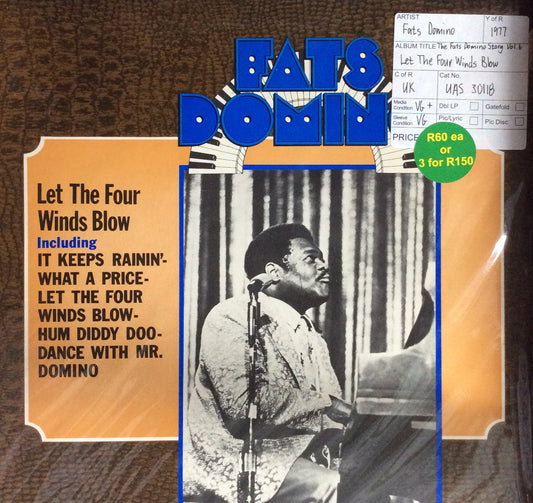 FATS
DOMIN
ARTIST
Fats Domino
Y of R
1977
ALBUM TITLE The Fats Domino Story Vol. 6
Let The Four Winds Blow
C of R
UK
Cat No.
UAS 30118
Media Condition VG +
Dbl LP
Gatefold
Sleeve Condition VG
Pic/Lyric
Pic Disc
PRICE
R60 ea
or
3 for R150
Let The Four
Winds Blow
Including
IT KEEPS RAININ'-
WHAT A PRICE-
LET THE FOUR
WINDS BLOW-
HUM DIDDY DOO-
DANCE WITH MR.
DOMINO